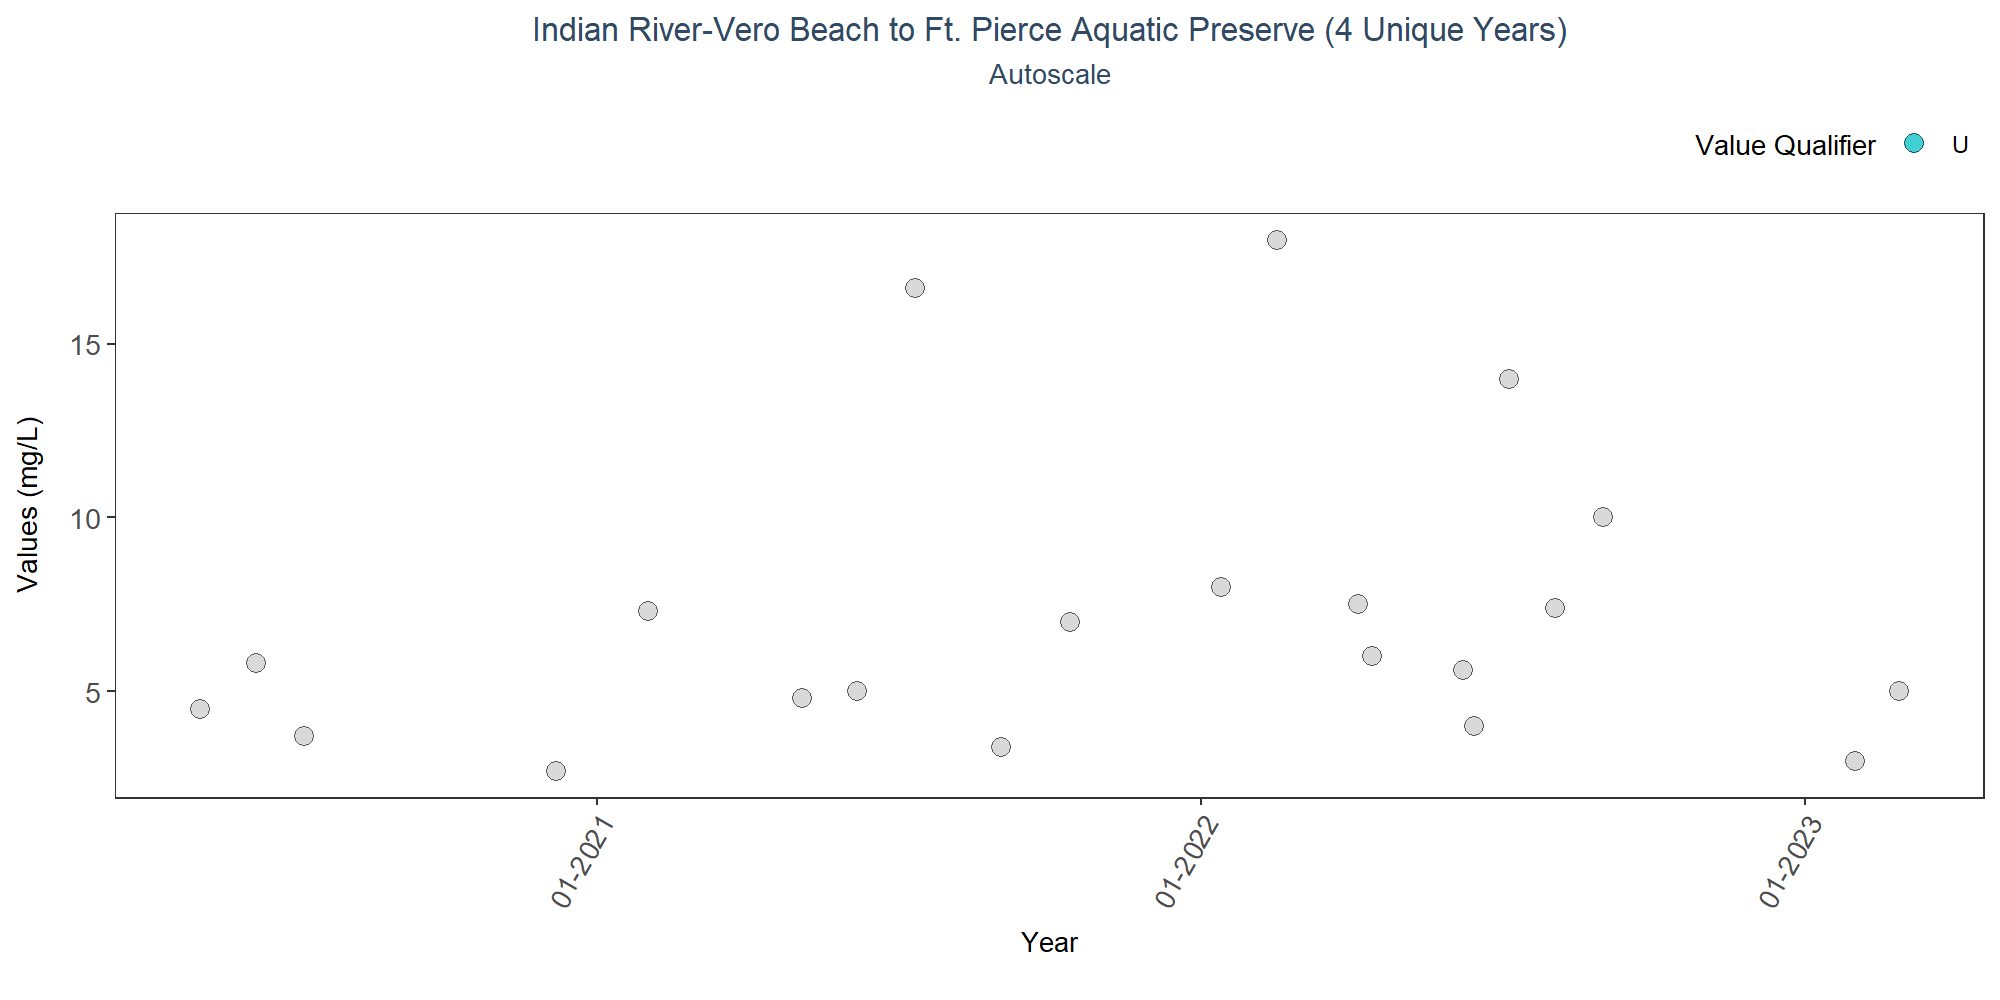 Indian River-Vero Beach to Ft. Pierce Aquatic Preserve (4 Unique Years)
Autoscale
Value Qualifier U
Values (mg/L)
15
10
5
01-2021
01-2022
01-2023
Year